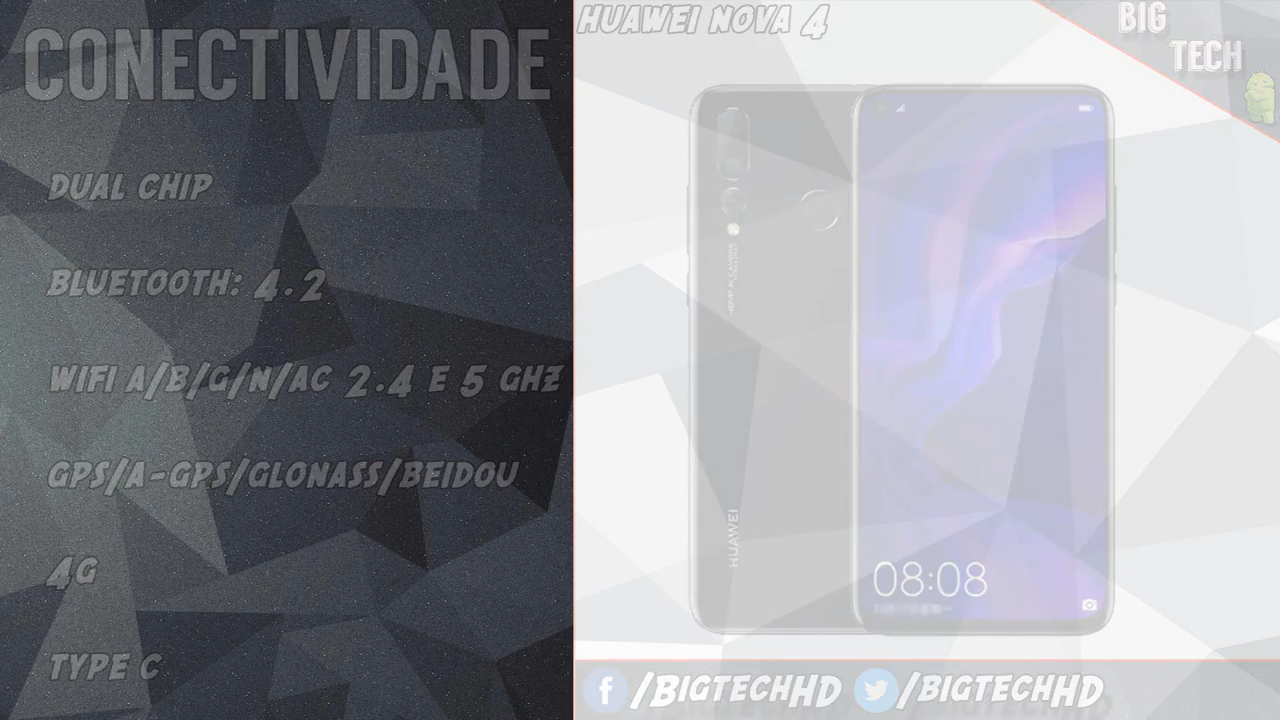 CONECTIVIDADE
DUAL CHIP
BLUETOOTH: 4.2
WIFI A/B/G/N/AC 2.4 E 5 GHZ
GPS/A-GPS/GLONASS/BEIDOU
4G
TYPE C
HUAWEI NOVA 4
BIG
TECH
HUAWEI
08:08
/BIGTECHHD
/BIGTECHHD